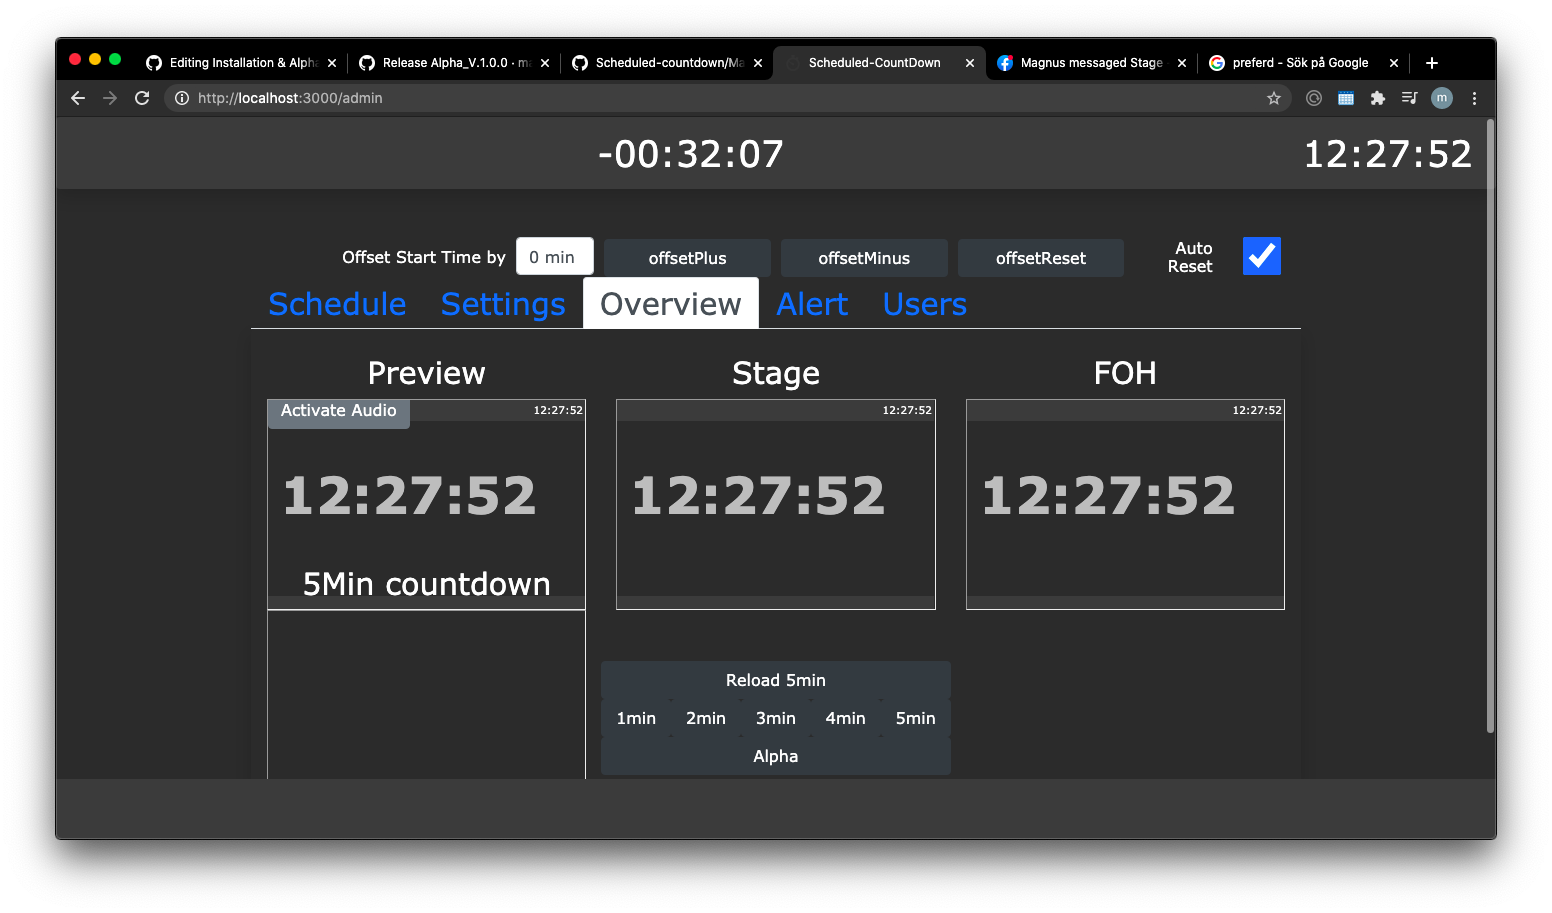 Editing Installation & Alpha
Release Alpha_V.1.0.0 · ma
Scheduled-countdown/Ma
Scheduled-CountDown
Magnus messaged Stage
preferd - Sök på Google
http://localhost:3000/admin
m
-00:32:07
12:27:52
Offset Start Time by
0 min
offsetPlus
offsetMinus
offsetReset
Auto
Reset
Schedule
Settings
Overview
Alert
Users
Preview
Stage
FOH
Activate Audio
12:27:52
12:27:52
12:27:52
12:27:52
12:27:52
12:27:52
5Min countdown
Reload 5min
1min
2min
3min
4min
5min
Alpha